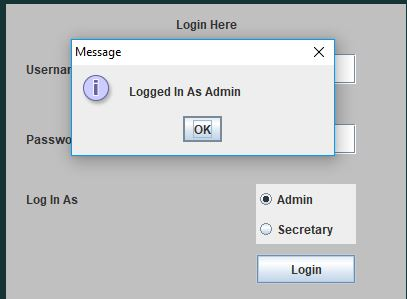 Login Here
Message
Logged In As Admin
OK
Log In As
Admin
Secretary
Login